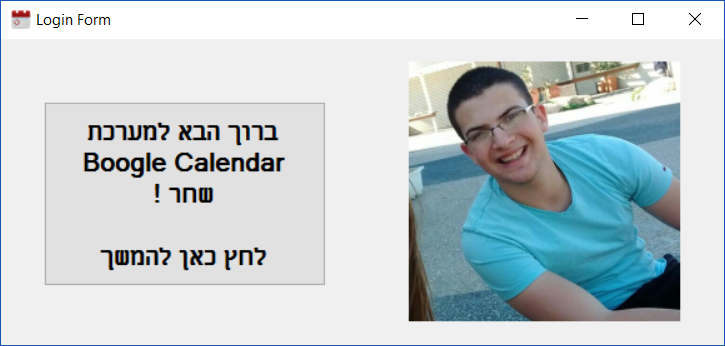 Login Form
ברוך הבא למערכת
Boogle Calendar
שחר !
לחץ כאן להמשך